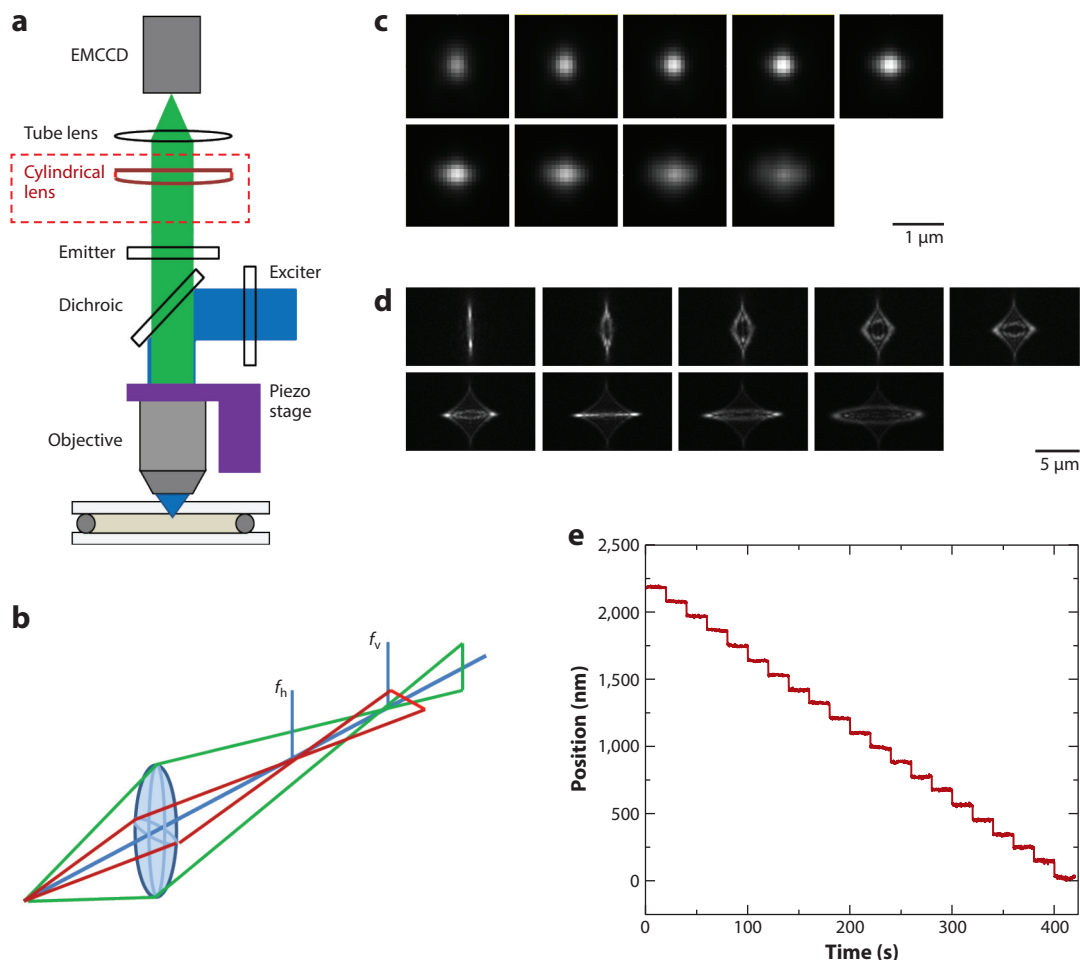 a
EMCCD
Tube lens
Cylindrical
lens
Emitter
Exciter
Dichroic
Piezo
stage
Objective
b
fv
fh
c
1 µm
d
5 µm
e
2,500
2,000
1,500
1,000
500
0
Position (nm)
0
100
200
300
400
Time (s)